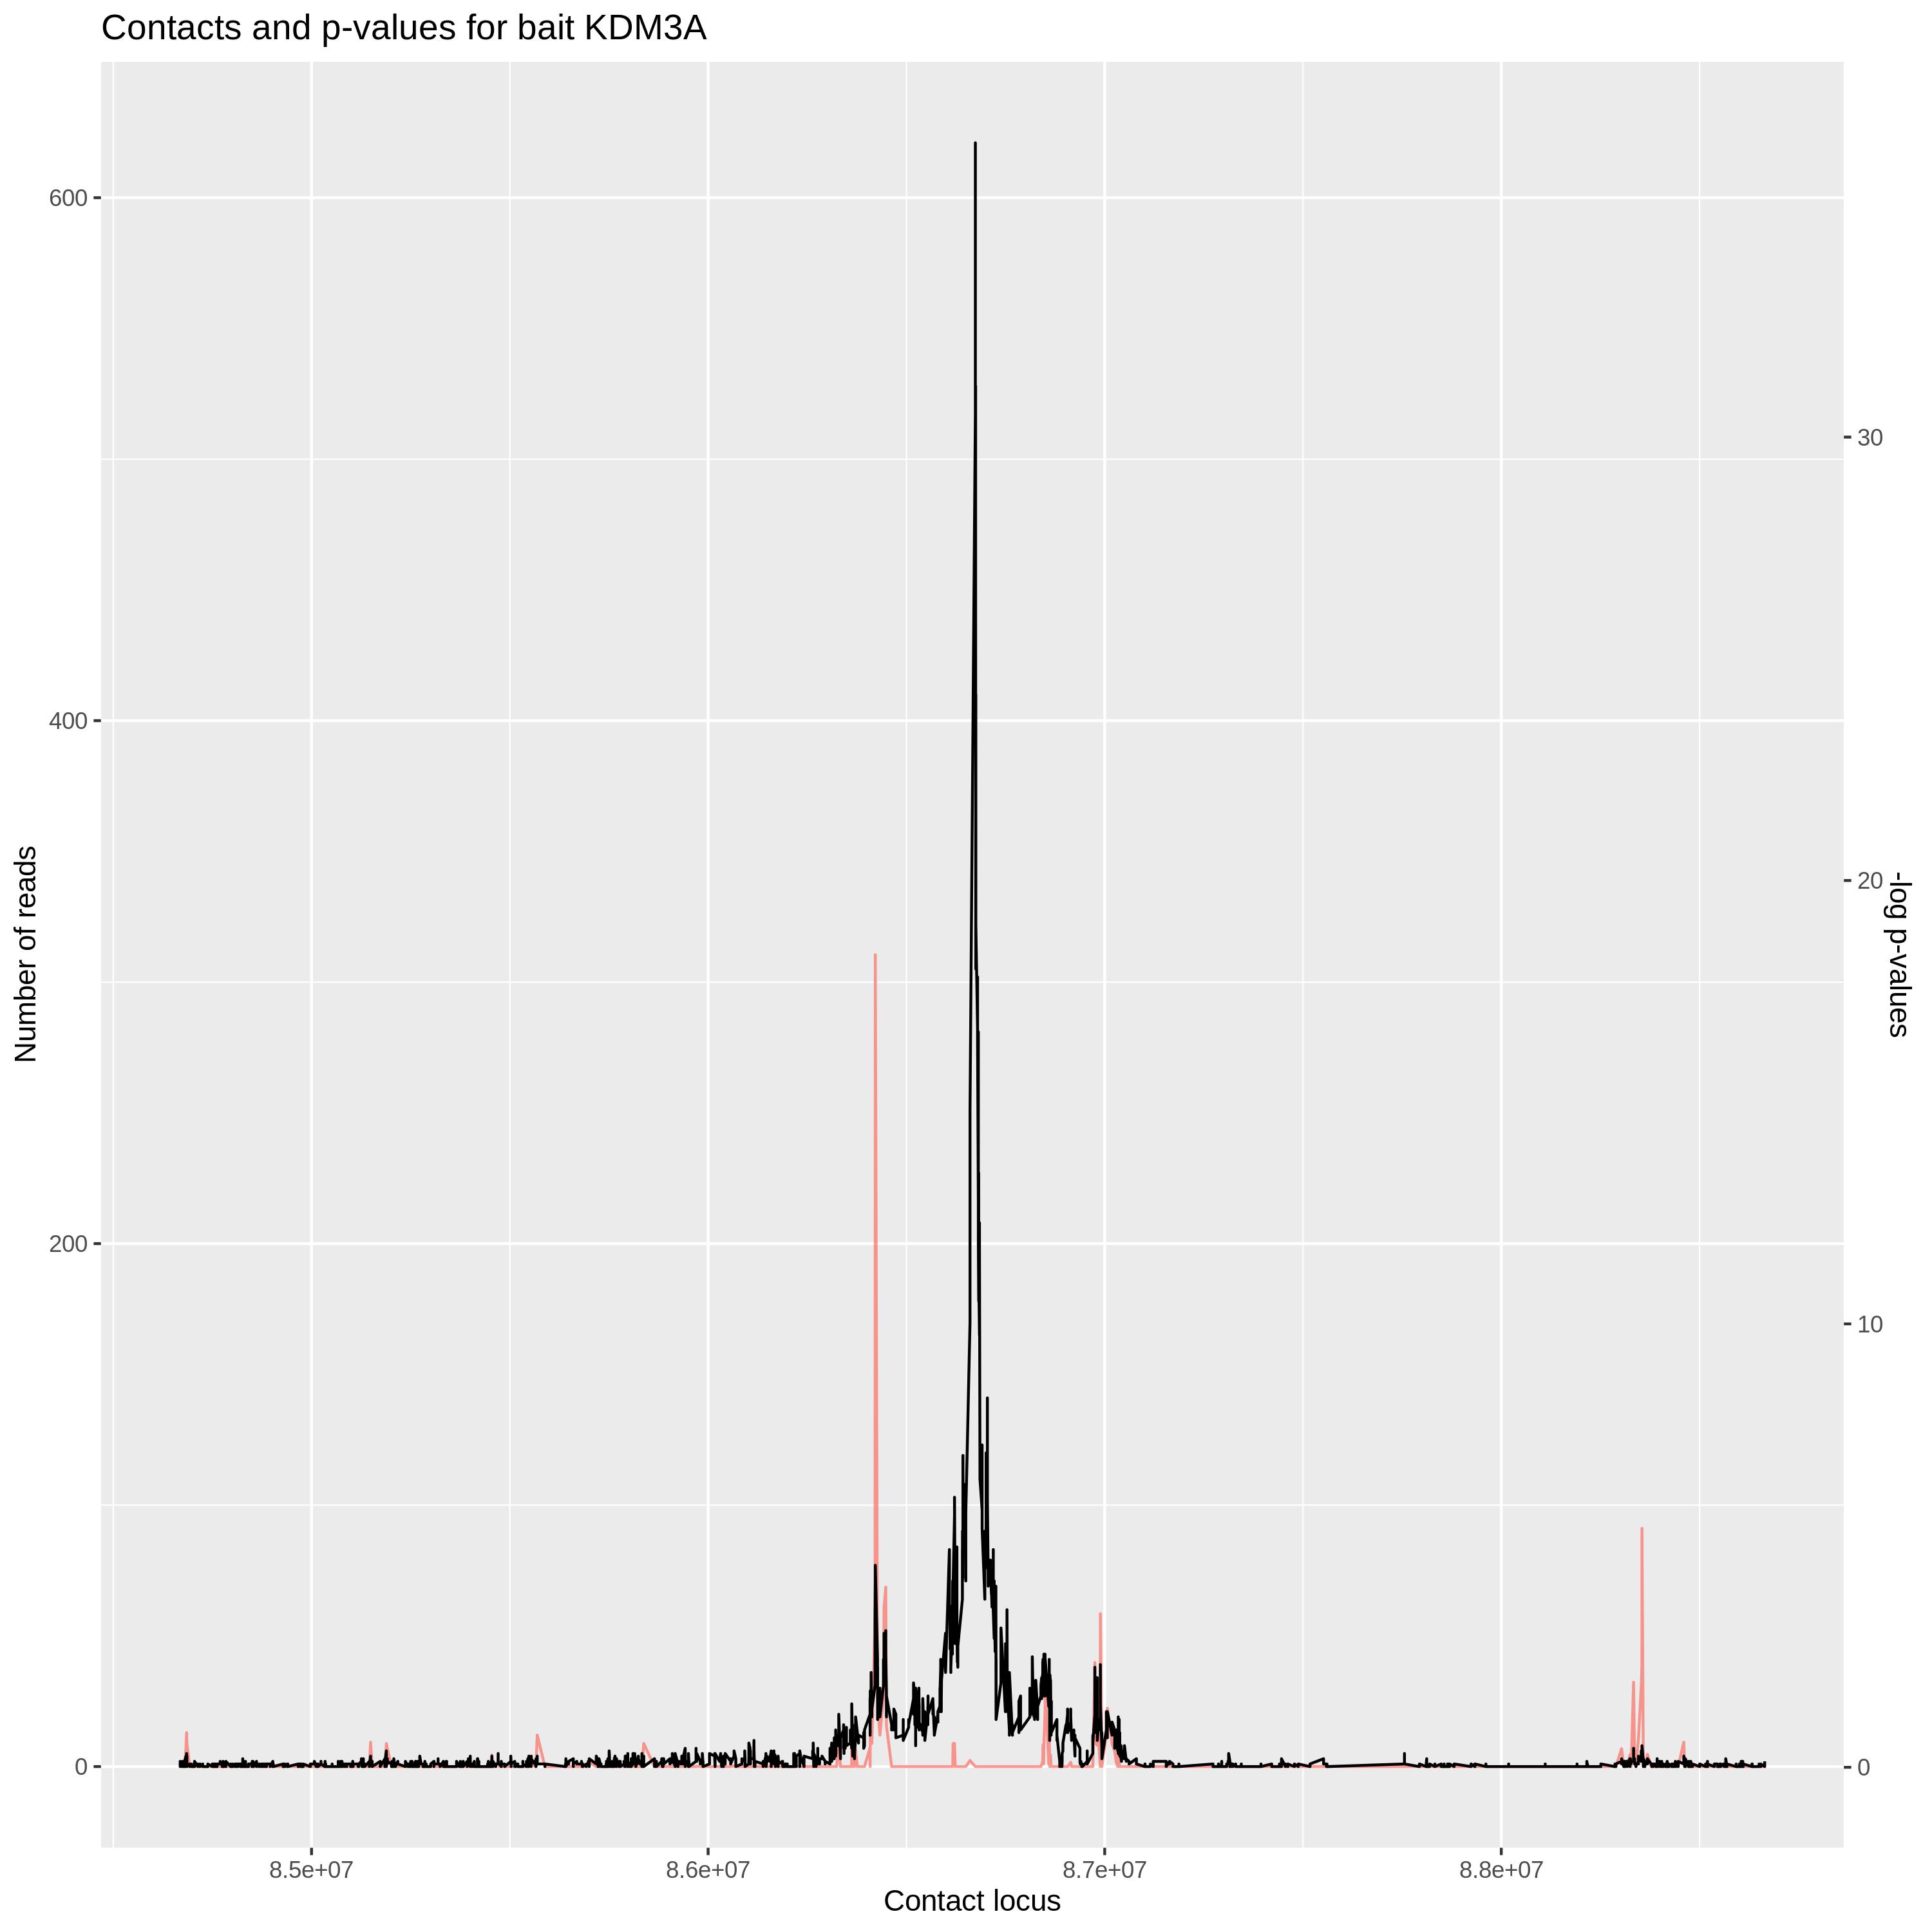 Contacts and p-values for bait KDM3A
600
400
200
0
Number of reads
30
20
10
0
-log p-values
8.5e+07
8.6e+07
8.7e+07
8.8e+07
Contact locus